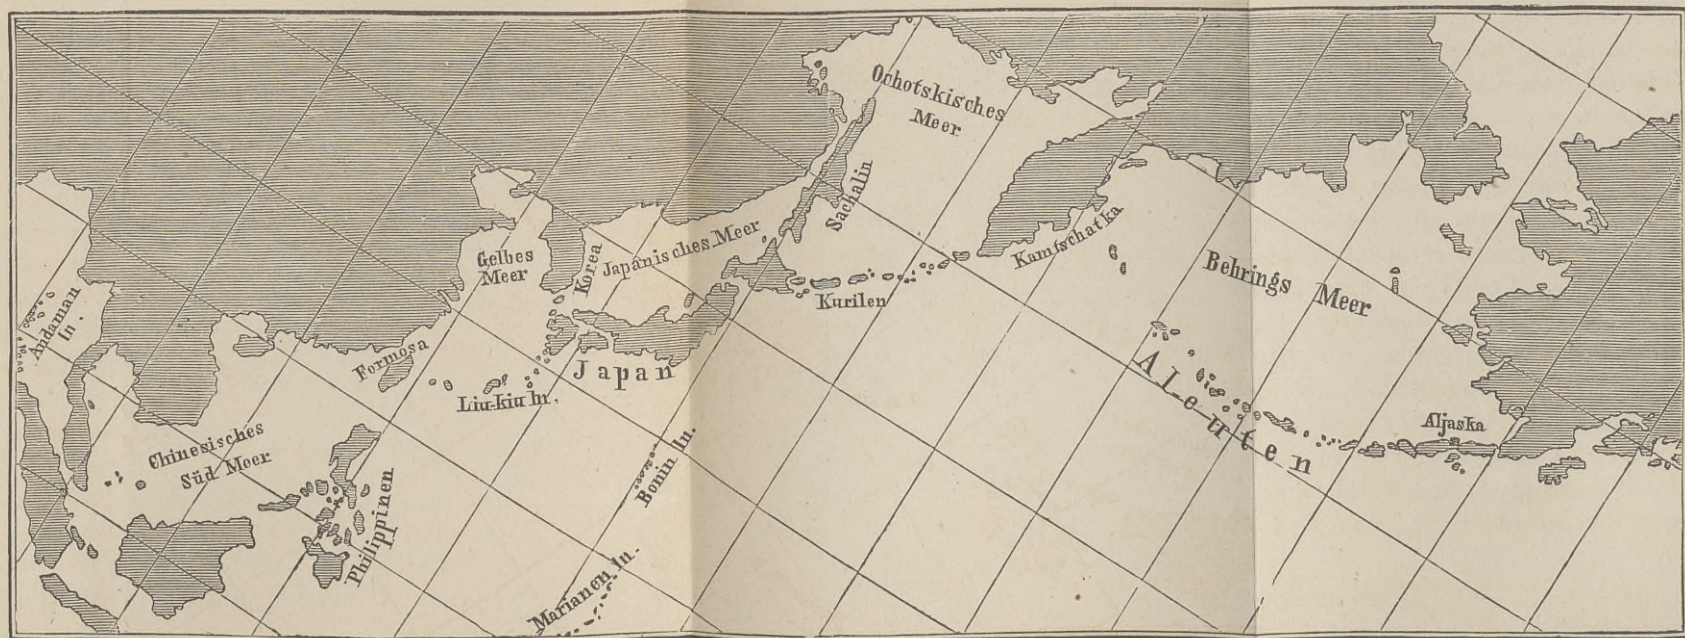 Ochotskisches
Meer
Sachalin
Kamtschatka
Gelbes
Meer
Korea
Japanisches Meer
Kurilen
Behrings Meer
Andaman
In.
Formosa
Japan
Liu-kiu In.
Aleuten
Aljaska
Chinesisches
Süd Meer
Bonin In.
Philippinen
Marianen In.